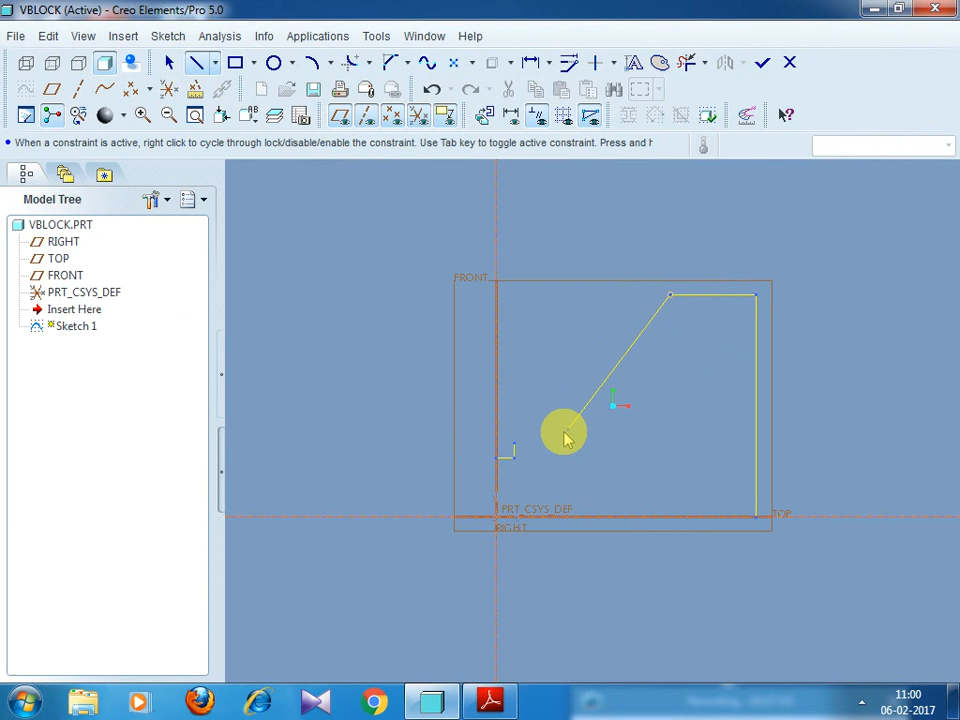 VBLOCK (Active) - Creo Elements/Pro 5.0
File Edit View Insert Sketch Analysis Info Applications Tools Window Help
When a constraint is active, right click to cycle through lock/disable/enable the constraint. Use Tab key to toggle active constraint. Press and h
Model Tree
VBLOCK.PRT
RIGHT
TOP
FRONT
PRT_CSYS_DEF
Insert Here
Sketch 1
FRONT
PRT_CSYS_DEF
TOP
RIGHT
11:00
06-02-2017